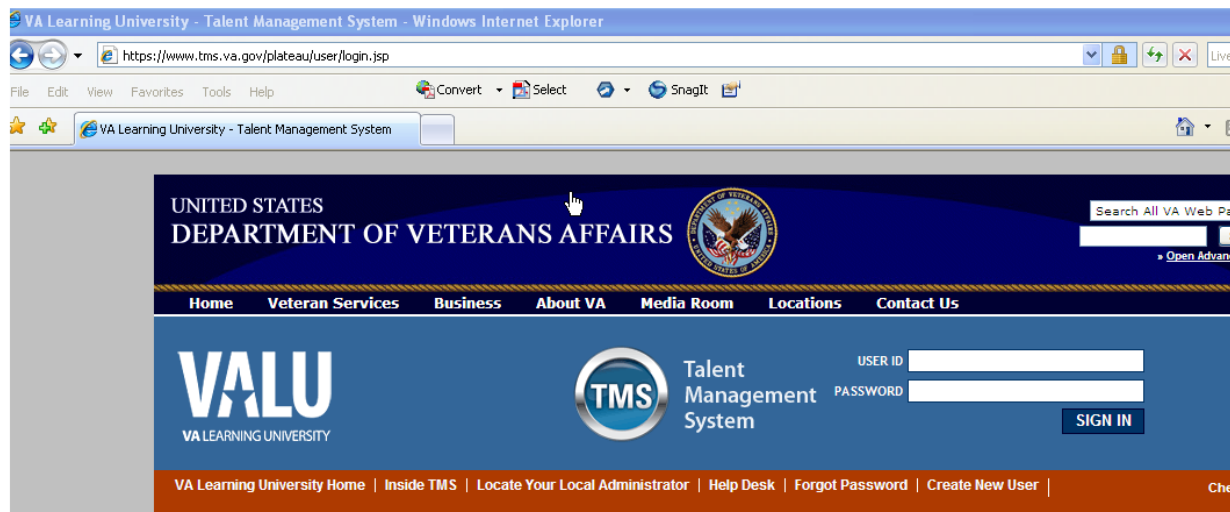 VA Learning University - Talent Management System - Windows Internet Explorer
https://www.tms.va.gov/plateau/user/login.jsp
File Edit View Favorites Tools Help Convert Select SnagIt
VA Learning University - Talent Management System
UNITED STATES
DEPARTMENT OF VETERANS AFFAIRS
Search All VA Web
» Open
Home Veteran Services Business About VA Media Room Locations Contact Us
VALU
VA LEARNING UNIVERSITY
TMS
Talent
Management
System
USER ID
PASSWORD
SIGN IN
VA Learning University Home | Inside TMS | Locate Your Local Administrator | Help Desk | Forgot Password | Create New User |